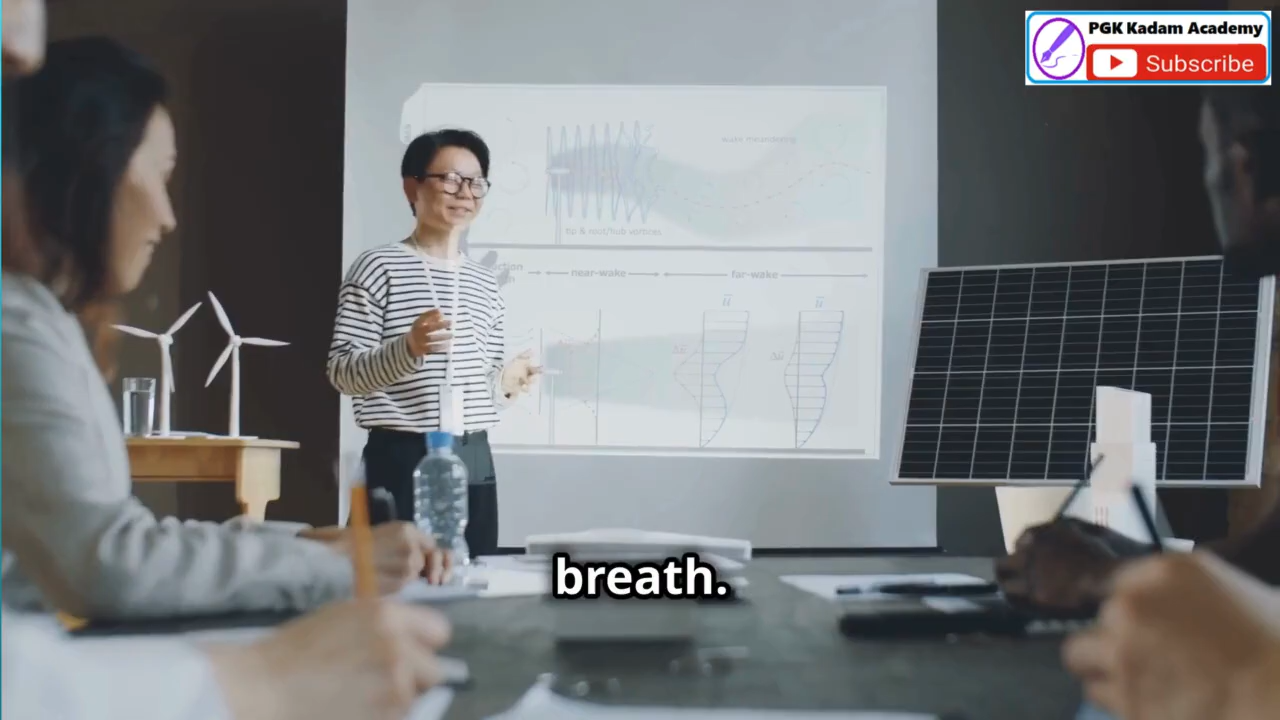 PGK Kadam Academy
Subscribe
wake meandering
tip & root/hub vortices
near-wake
far-wake
breath.